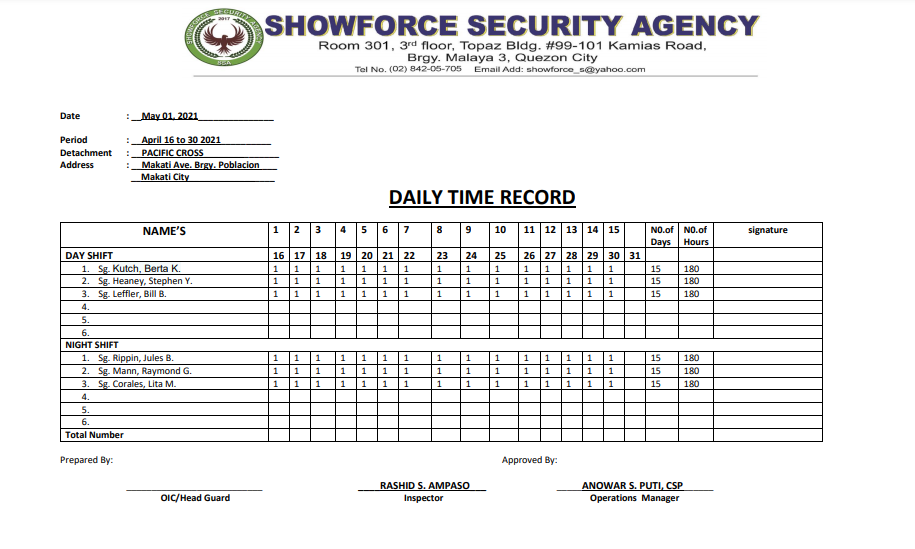 SHOWFORCE SECURITY AGENCY
Room 301, 3rd floor, Topaz Bldg. #99-101 Kamias Road,
Brgy. Malaya 3, Quezon City
Tel No. (02) 842-05-705 Email Add: showforce_s@yahoo.com
2017
SSA
Date : May 01, 2021
Period : April 16 to 30 2021
Detachment : PACIFIC CROSS
Address : Makati Ave. Brgy. Poblacion
Makati City
DAILY TIME RECORD
NAME'S 1 2 3 4 5 6 7 8 9 10 11 12 13 14 15 N0.of Days N0.of Hours signature
DAY SHIFT 16 17 18 19 20 21 22 23 24 25 26 27 28 29 30 31
1. Sg. Kutch, Berta K. 1 1 1 1 1 1 1 1 1 1 1 1 1 1 1 15 180
2. Sg. Heaney, Stephen Y. 1 1 1 1 1 1 1 1 1 1 1 1 1 1 1 15 180
3. Sg. Leffler, Bill B. 1 1 1 1 1 1 1 1 1 1 1 1 1 1 1 15 180
4.
5.
6.
NIGHT SHIFT
1. Sg. Rippin, Jules B. 1 1 1 1 1 1 1 1 1 1 1 1 1 1 1 15 180
2. Sg. Mann, Raymond G. 1 1 1 1 1 1 1 1 1 1 1 1 1 1 1 15 180
3. Sg. Corales, Lita M. 1 1 1 1 1 1 1 1 1 1 1 1 1 1 1 15 180
4.
5.
6.
Total Number
Prepared By: Approved By:
RASHID S. AMPASO ANOWAR S. PUTI, CSP
OIC/Head Guard Inspector Operations Manager